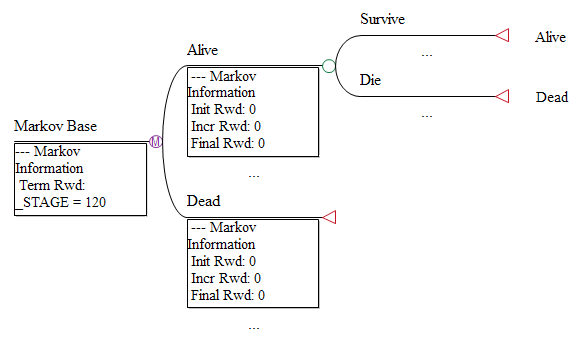 Survive
Alive
...
Alive
--- Markov
Information
Init Rwd: 0
Incr Rwd: 0
Final Rwd: 0
...
Die
Dead
...
Markov Base
M
--- Markov
Information
Term Rwd:
_STAGE = 120
Dead
--- Markov
Information
Init Rwd: 0
Incr Rwd: 0
Final Rwd: 0
...